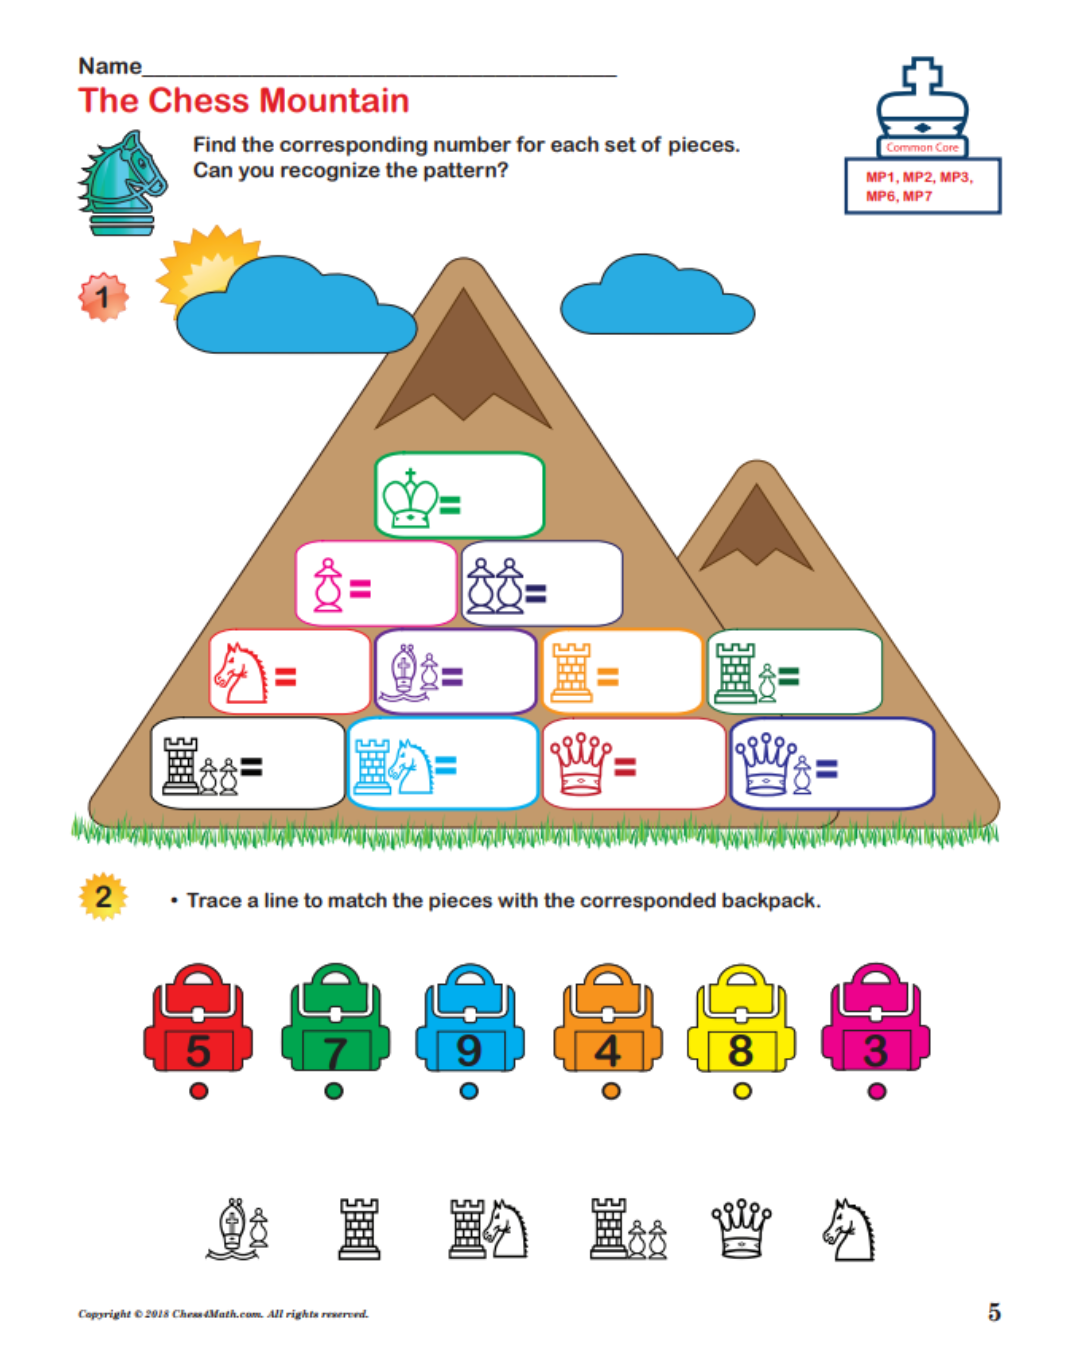 Name
The Chess Mountain
Find the corresponding number for each set of pieces.
Can you recognize the pattern?
Common Core
MP1, MP2, MP3,
MP6, MP7
1
=
= =
= = = =
= = = =
2
• Trace a line to match the pieces with the corresponded backpack.
5 7 9 4 8 3
Copyright © 2018 Chess4Math.com. All rights reserved.
5